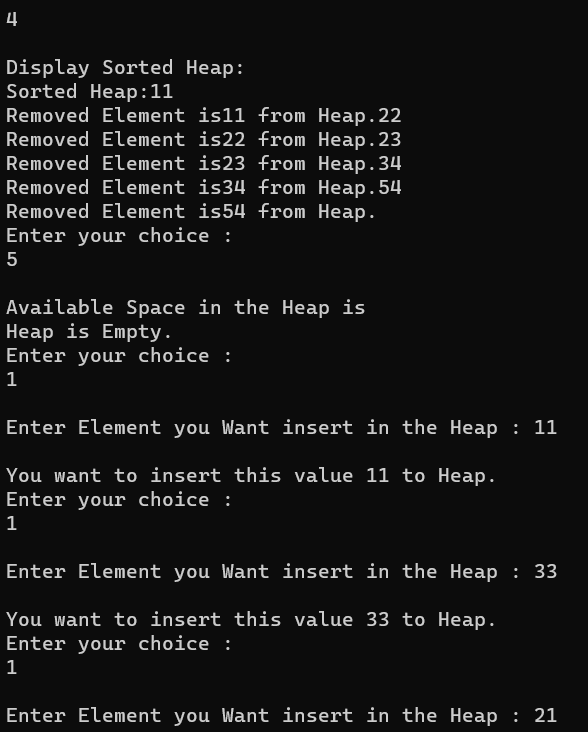 4
Display Sorted Heap:
Sorted Heap:11
Removed Element is11 from Heap.22
Removed Element is22 from Heap.23
Removed Element is23 from Heap.34
Removed Element is34 from Heap.54
Removed Element is54 from Heap.
Enter your choice :
5
Available Space in the Heap is
Heap is Empty.
Enter your choice :
1
Enter Element you Want insert in the Heap : 11
You want to insert this value 11 to Heap.
Enter your choice :
1
Enter Element you Want insert in the Heap : 33
You want to insert this value 33 to Heap.
Enter your choice :
1
Enter Element you Want insert in the Heap : 21